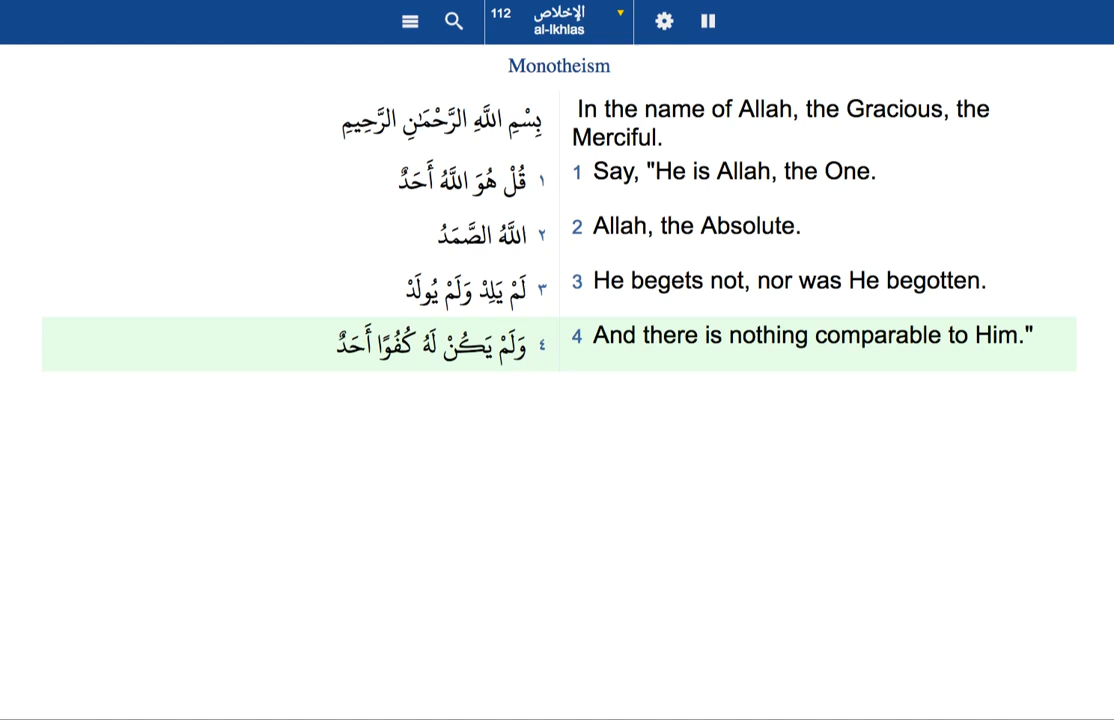 112
الإخلاص
al-Ikhlas
Monotheism
بِسْمِ اللَّهِ الرَّحْمَٰنِ الرَّحِيمِ
In the name of Allah, the Gracious, the
Merciful.
١ قُلْ هُوَ اللَّهُ أَحَدٌ
1 Say, "He is Allah, the One.
٢ اللَّهُ الصَّمَدُ
2 Allah, the Absolute.
٣ لَمْ يَلِدْ وَلَمْ يُولَدْ
3 He begets not, nor was He begotten.
٤ وَلَمْ يَكُنْ لَهُ كُفُوًا أَحَدٌ
4 And there is nothing comparable to Him."